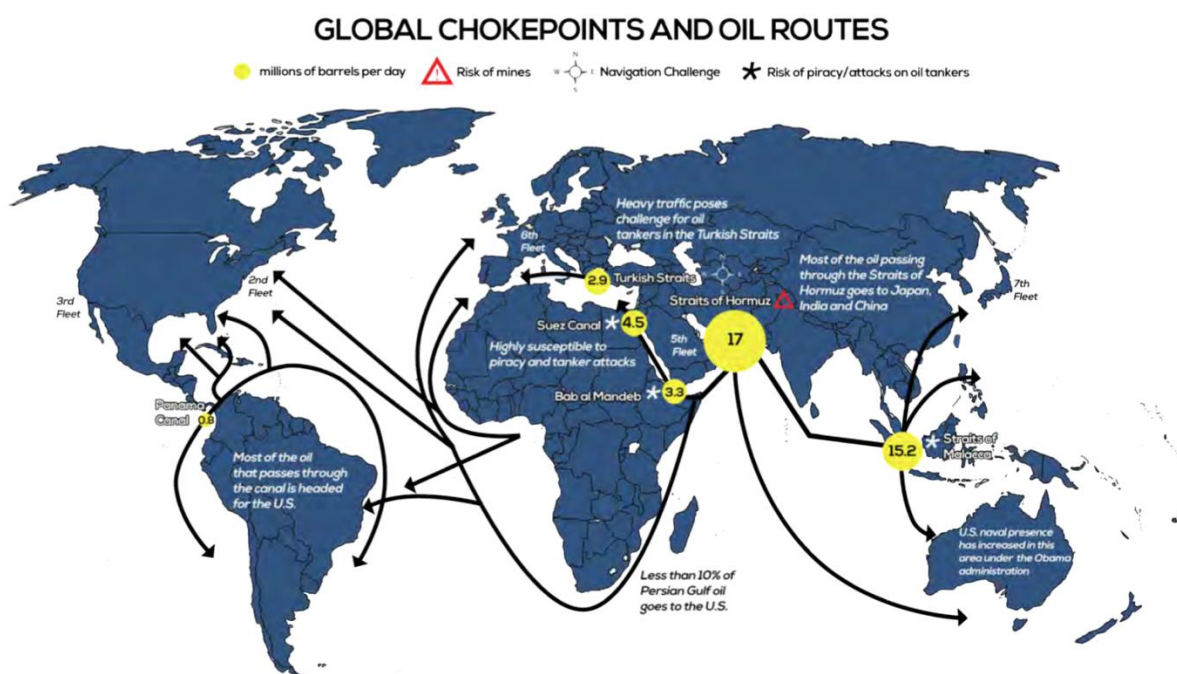 GLOBAL CHOKEPOINTS AND OIL ROUTES
millions of barrels per day
Risk of mines
N
W
E
S
Navigation Challenge
Risk of piracy/attacks on oil tankers
Heavy traffic poses
challenge for oil
tankers in the Turkish Straits
6th
Fleet
2nd
Fleet
3rd
Fleet
7th
Fleet
2.9
Turkish Straits
Most of the oil passing
through the Straits of
Hormuz goes to Japan,
India and China
Straits of Hormuz
17
Suez Canal
4.5
5th
Fleet
Highly susceptible to
piracy and tanker attacks
Bab al Mandeb
3.3
Panama
Canal
0.8
Straits of
Malacca
15.2
Most of the oil
that passes through
the canal is headed
for the U.S.
U.S. naval presence
has increased in this
area under the Obama
administration
Less than 10% of
Persian Gulf oil
goes to the U.S.